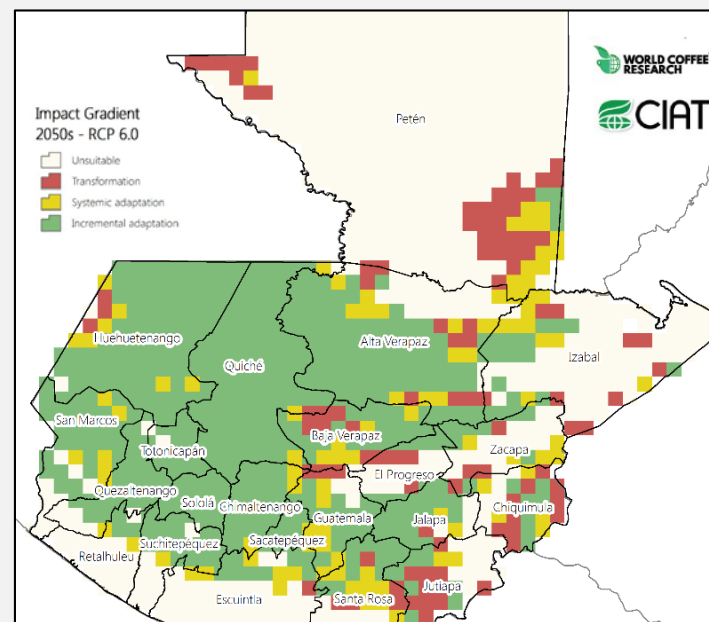 WORLD COFFEE
RESEARCH
CIAT
Impact Gradient
2050s - RCP 6.0
Unsuitable
Transformation
Systemic adaptation
Incremental adaptation
Petén
Huehuetenango
Quiché
Alta Verapaz
Izabal
San Marcos
Totonicapán
Baja Verapaz
Zacapa
El Progreso
Quezaltenango
Sololá
Chimaltenango
Guatemala
Jalapa
Chiquimula
Retalhuleu
Suchitepéquez
Sacatepéquez
Escuintla
Santa Rosa
Jutiapa